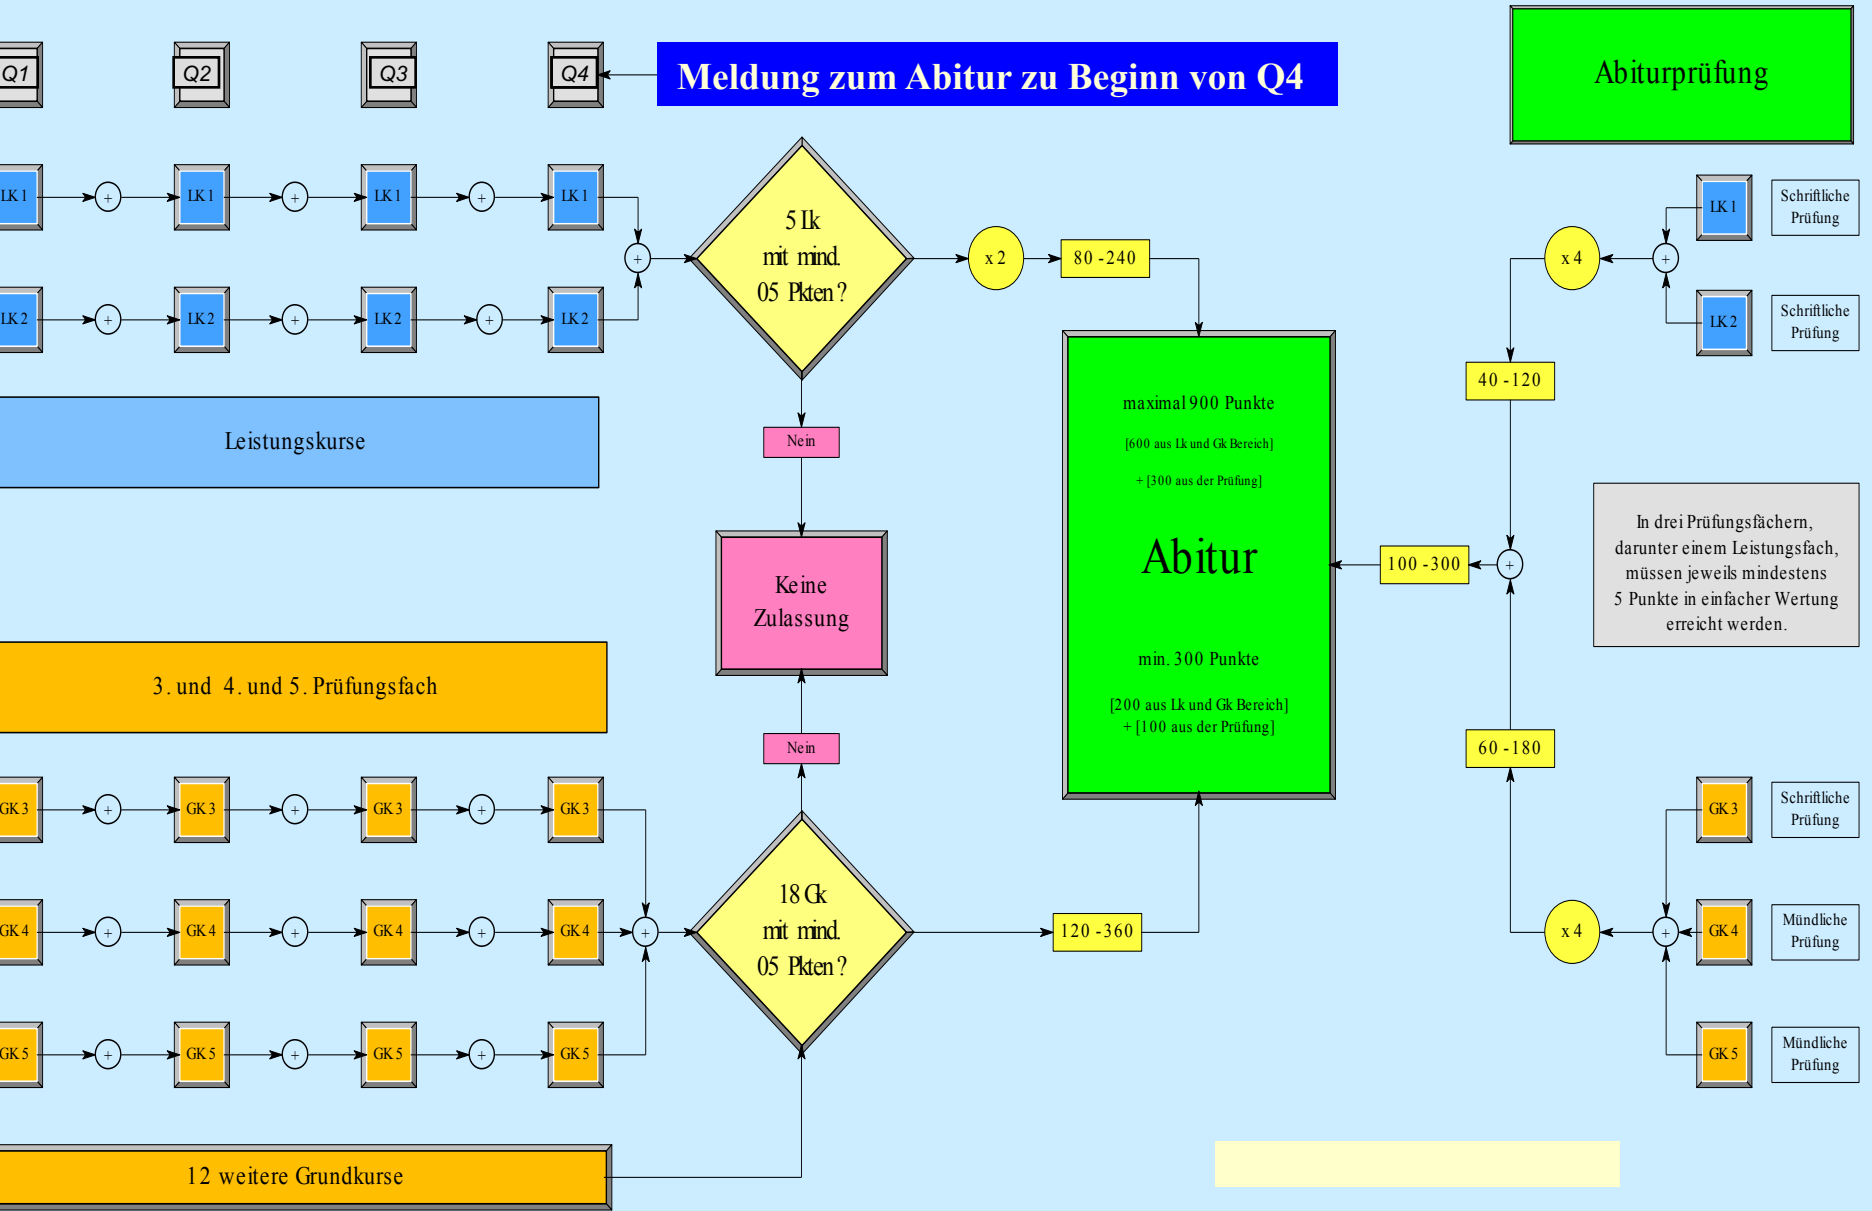 Q1
Q2
Q3
Q4
Meldung zum Abitur zu Beginn von Q4
Abiturprüfung
LK 1
+
LK 1
+
LK 1
+
LK 1
LK 2
+
LK 2
+
LK 2
+
LK 2
+
5 Lk
mit mind.
05 Pkten ?
x 2
80 - 240
Nein
Leistungskurse
Keine
Zulassung
3. und 4. und 5. Prüfungsfach
Nein
GK 3
+
GK 3
+
GK 3
+
GK 3
GK 4
+
GK 4
+
GK 4
+
GK 4
+
GK 5
+
GK 5
+
GK 5
+
GK 5
18 Gk
mit mind.
05 Pkten ?
120 - 360
12 weitere Grundkurse
maximal 900 Punkte
[600 aus Lk und Gk Bereich]
+ [300 aus der Prüfung]
Abitur
min. 300 Punkte
[200 aus Lk und Gk Bereich]
+ [100 aus der Prüfung]
LK 1
Schriftliche
Prüfung
x 4
+
LK 2
Schriftliche
Prüfung
40 - 120
100 - 300
+
In drei Prüfungsfächern,
darunter einem Leistungsfach,
müssen jeweils mindestens
5 Punkte in einfacher Wertung
erreicht werden.
60 - 180
GK 3
Schriftliche
Prüfung
x 4
+
GK 4
Mündliche
Prüfung
GK 5
Mündliche
Prüfung